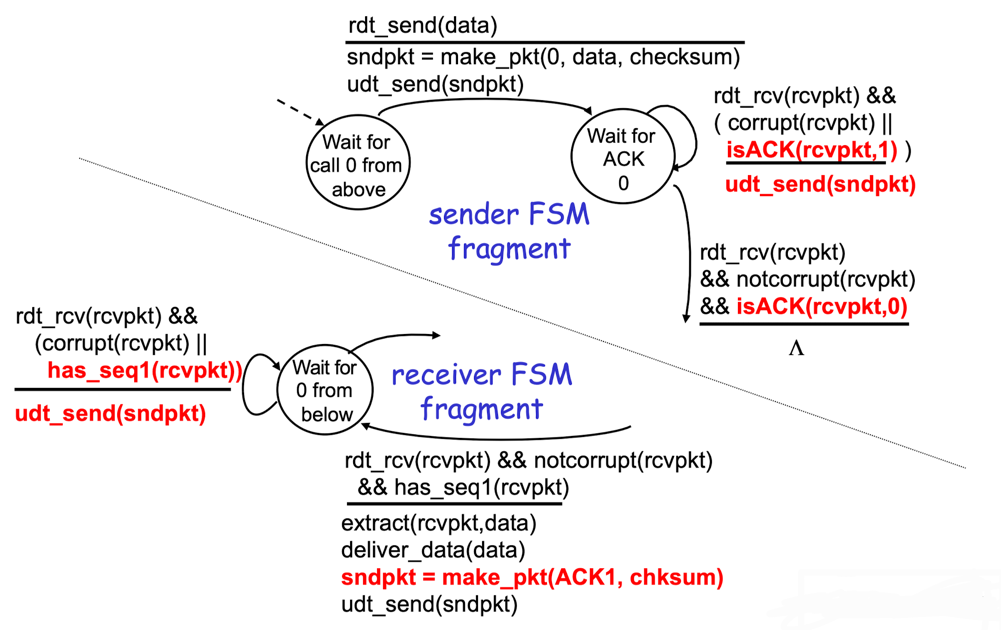 rdt_send(data)
sndpkt = make_pkt(0, data, checksum)
udt_send(sndpkt)
Wait for
call 0 from
above
Wait for
ACK
0
rdt_rcv(rcvpkt) &&
( corrupt(rcvpkt) ||
isACK(rcvpkt,1) )
udt_send(sndpkt)
sender FSM
fragment
rdt_rcv(rcvpkt)
&& notcorrupt(rcvpkt)
&& isACK(rcvpkt,0)
Λ
rdt_rcv(rcvpkt) &&
(corrupt(rcvpkt) ||
has_seq1(rcvpkt))
udt_send(sndpkt)
Wait for
0 from
below
receiver FSM
fragment
rdt_rcv(rcvpkt) && notcorrupt(rcvpkt)
&& has_seq1(rcvpkt)
extract(rcvpkt,data)
deliver_data(data)
sndpkt = make_pkt(ACK1, chksum)
udt_send(sndpkt)